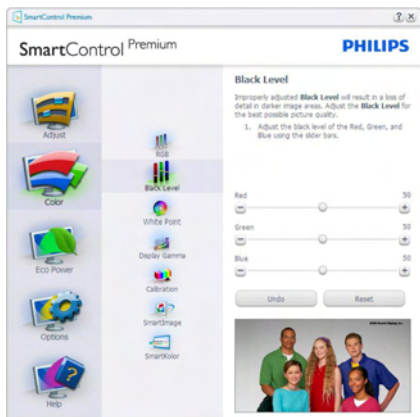 SmartControl Premium
SmartControl Premium
PHILIPS
Adjust
Color
Eco Power
Options
Help
RGB
Black Level
White Point
Display Gamma
Calibration
SmartImage
SmartKolor
Black Level
Improperly adjusted Black Level will result in a loss of
detail in darker image areas. Adjust the Black Level for
the best possible picture quality.
1. Adjust the black level of the Red, Green, and
Blue using the slider bars.
Red 50
Green 50
Blue 50
Undo Reset